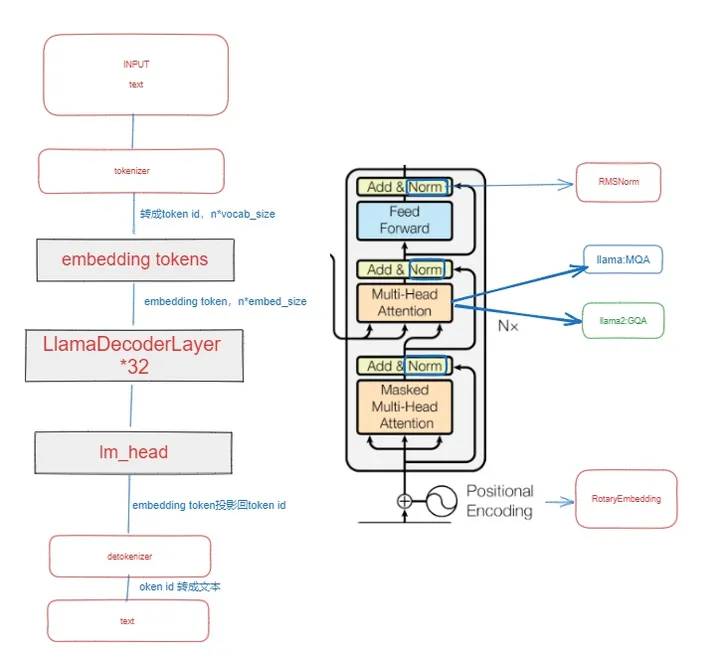 INPUT
text
tokenizer
转成token id，n*vocab_size
embedding tokens
embedding token，n*embed_size
LlamaDecoderLayer
*32
lm_head
embedding token投影回token id
detokenizer
oken id 转成文本
text
Add & Norm
Feed
Forward
Add & Norm
Multi-Head
Attention
Add & Norm
Masked
Multi-Head
Attention
N×
Positional
Encoding
RMSNorm
llama:MQA
llama2:GQA
RotaryEmbedding